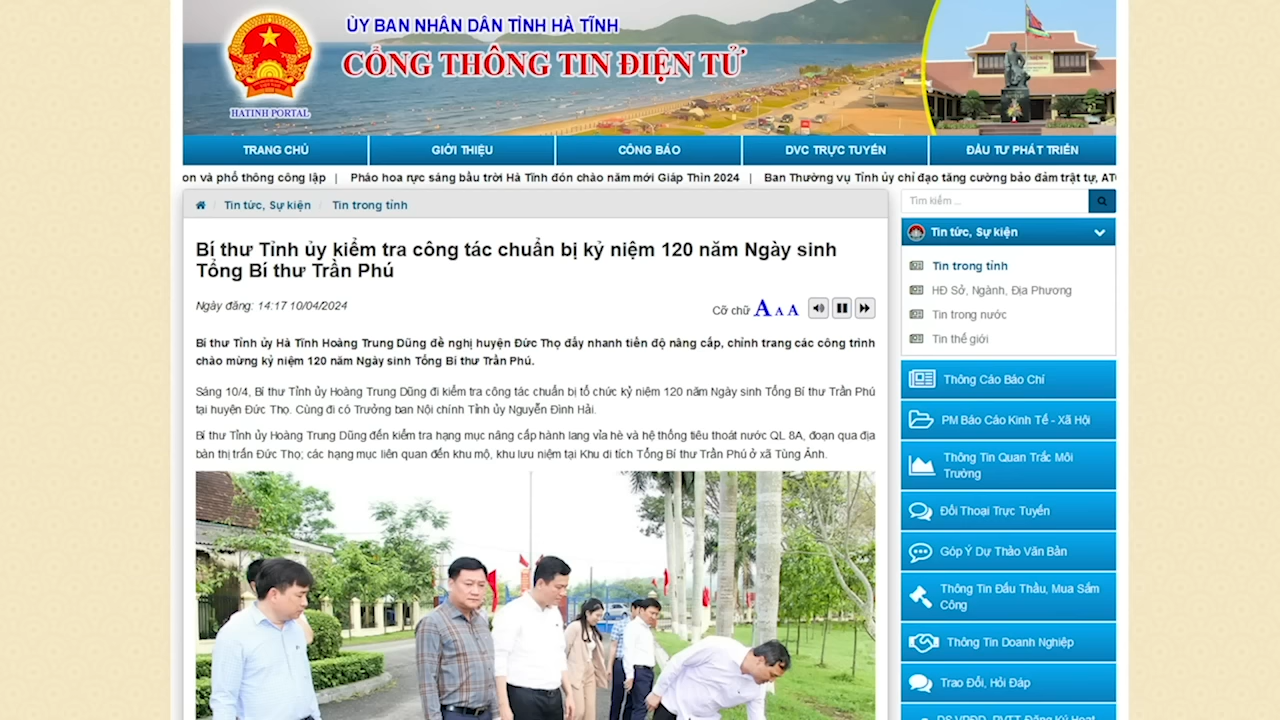 ỦY BAN NHÂN DÂN TỈNH HÀ TĨNH
CỔNG THÔNG TIN ĐIỆN TỬ
HATINH PORTAL
TRANG CHỦ
GIỚI THIỆU
CÔNG BÁO
DVC TRỰC TUYẾN
ĐẦU TƯ PHÁT TRIỂN
on và phổ thông công lập | Pháo hoa rực sáng bầu trời Hà Tĩnh đón chào năm mới Giáp Thìn 2024 | Ban Thường vụ Tỉnh ủy chỉ đạo tăng cường bảo đảm trật tự,
Tin tức, Sự kiện / Tin trong tỉnh
Bí thư Tỉnh ủy kiểm tra công tác chuẩn bị kỷ niệm 120 năm Ngày sinh
Tổng Bí thư Trần Phú
Ngày đăng: 14:17 10/04/2024
Cỡ chữ A A A
Bí thư Tỉnh ủy Hà Tĩnh Hoàng Trung Dũng đề nghị huyện Đức Thọ đẩy nhanh tiến độ nâng cấp, chỉnh trang các công trình
chào mừng kỷ niệm 120 năm Ngày sinh Tổng Bí thư Trần Phú.
Sáng 10/4, Bí thư Tỉnh ủy Hoàng Trung Dũng đi kiểm tra công tác chuẩn bị tổ chức kỷ niệm 120 năm Ngày sinh Tổng Bí thư Trần Phú
tại huyện Đức Thọ. Cùng đi có Trưởng ban Nội chính Tỉnh ủy Nguyễn Đình Hải.
Bí thư Tỉnh ủy Hoàng Trung Dũng đến kiểm tra hạng mục nâng cấp hành lang vỉa hè và hệ thống tiêu thoát nước QL 8A, đoạn qua địa
bàn thị trấn Đức Thọ; các hạng mục liên quan đến khu mộ, khu lưu niệm tại Khu di tích Tổng Bí thư Trần Phú ở xã Tùng Ảnh.
Tìm kiếm ...
Tin tức, Sự kiện
Tin trong tỉnh
HĐ Sở, Ngành, Địa Phương
Tin trong nước
Tin thế giới
Thông Cáo Báo Chí
PM Báo Cáo Kinh Tế - Xã Hội
Thông Tin Quan Trắc Môi
Trường
Đối Thoại Trực Tuyến
Góp Ý Dự Thảo Văn Bản
Thông Tin Đấu Thầu, Mua Sắm
Công
Thông Tin Doanh Nghiệp
Trao Đổi, Hỏi Đáp